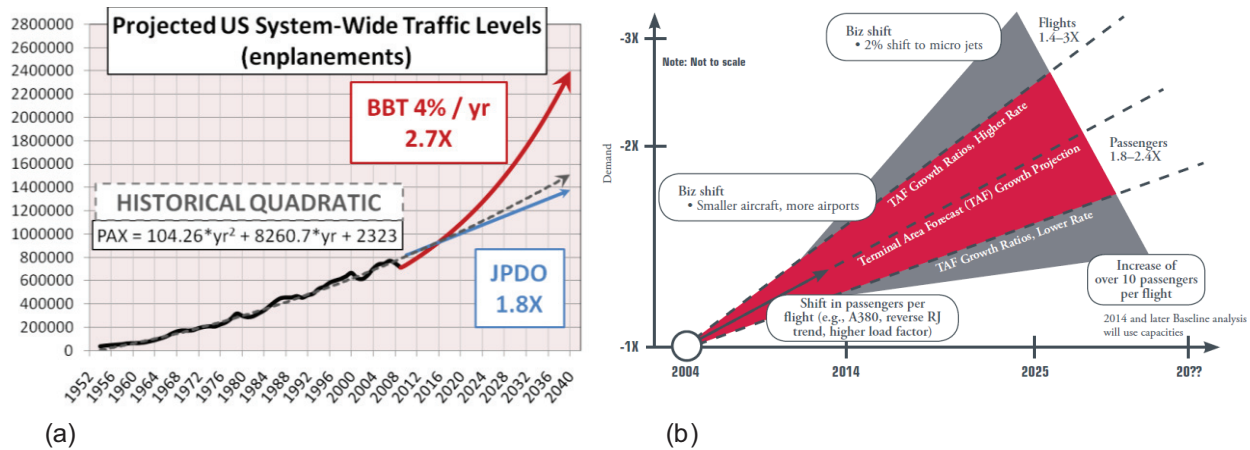 Projected US System-Wide Traffic Levels
(enplanements)
2800000
2600000
2400000
2200000
2000000
1800000
1600000
1400000
1200000
1000000
800000
600000
400000
200000
0
BBT 4% / yr
2.7X
HISTORICAL QUADRATIC
PAX = 104.26*yr² + 8260.7*yr + 2323
JPDO
1.8X
1952
1956
1960
1964
1968
1972
1976
1980
1984
1988
1992
1996
2000
2004
2008
2012
2016
2020
2024
2028
2032
2036
2040
(a)
-3X
-2X
-1X
Demand
Note: Not to scale
Biz shift
• 2% shift to micro jets
Flights
1.4–3X
Biz shift
• Smaller aircraft, more airports
Passengers
1.8–2.4X
TAF Growth Ratios, Higher Rate
Terminal Area Forecast (TAF) Growth Projection
TAF Growth Ratios, Lower Rate
Shift in passengers per
flight (e.g., A380, reverse RJ
trend, higher load factor)
Increase of
over 10 passengers
per flight
2014 and later Baseline analysis
will use capacities
2004
2014
2025
20??
(b)